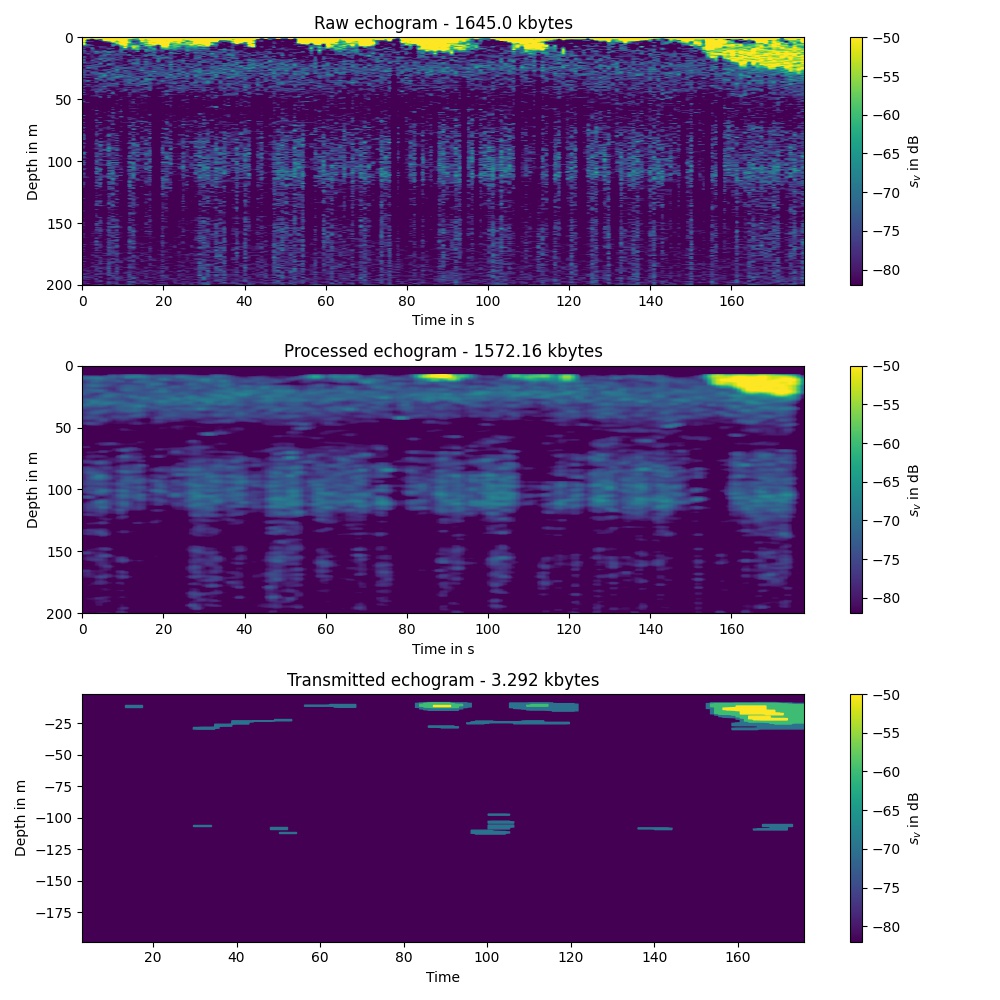 Raw echogram - 1645.0 kbytes
0
50
100
150
200
Depth in m
0 20 40 60 80 100 120 140 160
Time in s
−50
−55
−60
−65
−70
−75
−80
sᵥ in dB
Processed echogram - 1572.16 kbytes
0
50
100
150
200
Depth in m
0 20 40 60 80 100 120 140 160
Time in s
−50
−55
−60
−65
−70
−75
−80
sᵥ in dB
Transmitted echogram - 3.292 kbytes
−25
−50
−75
−100
−125
−150
−175
Depth in m
20 40 60 80 100 120 140 160
Time
−50
−55
−60
−65
−70
−75
−80
sᵥ in dB